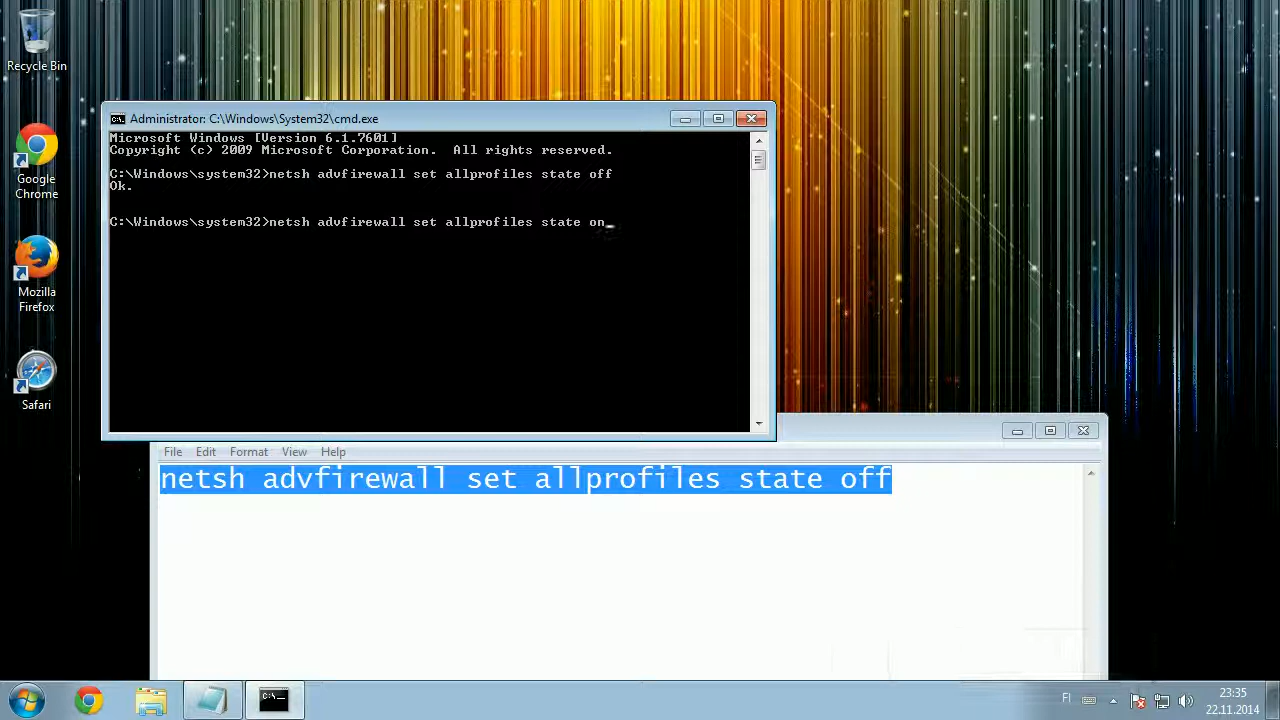 Recycle Bin
Google
Chrome
Mozilla
Firefox
Safari
Administrator: C:\Windows\System32\cmd.exe
Microsoft Windows [Version 6.1.7601]
Copyright (c) 2009 Microsoft Corporation.  All rights reserved.
C:\Windows\system32>netsh advfirewall set allprofiles state off
Ok.
C:\Windows\system32>netsh advfirewall set allprofiles state on
File Edit Format View Help
netsh advfirewall set allprofiles state off
FI
23:35
22.11.2014